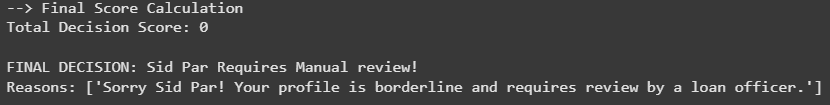 --> Final Score Calculation
Total Decision Score: 0
FINAL DECISION: Sid Par Requires Manual review!
Reasons: ['Sorry Sid Par! Your profile is borderline and requires review by a loan officer.']